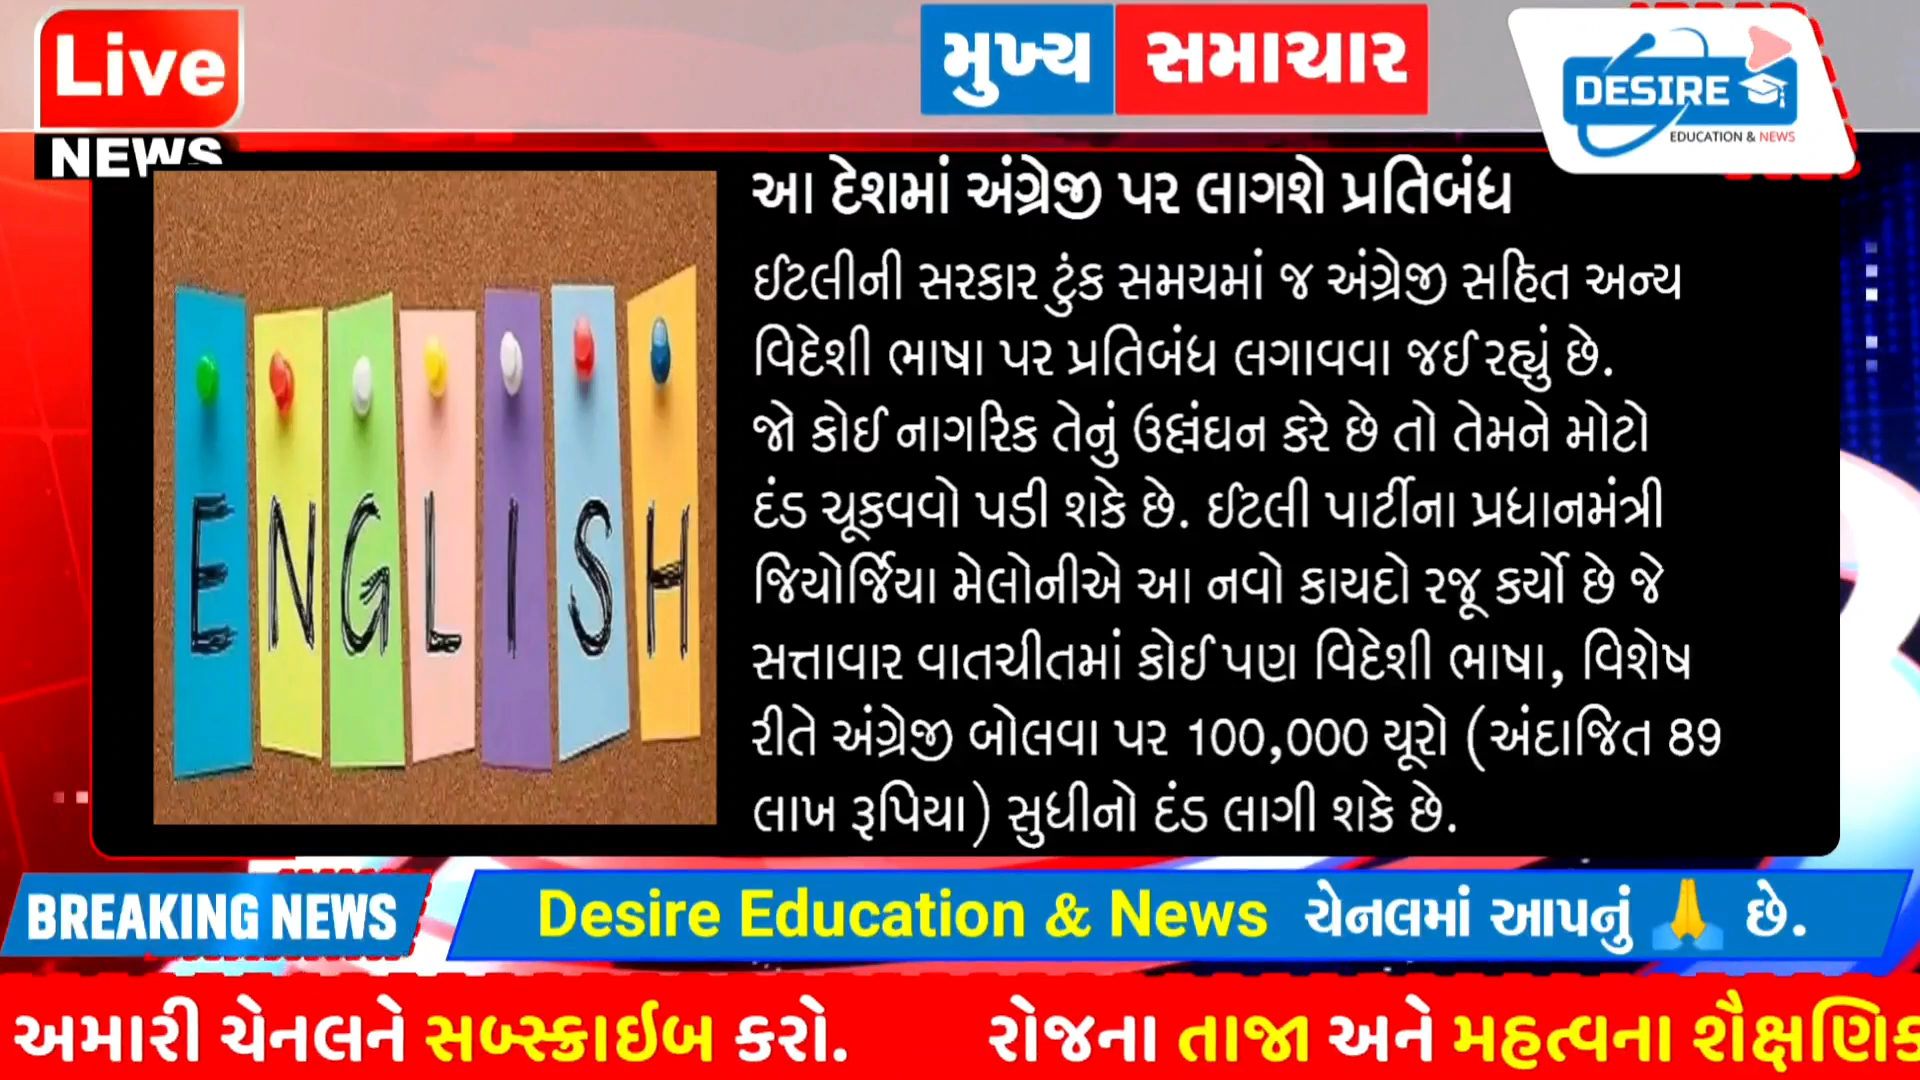 Live
NEWS
મુખ્ય સમાચાર
DESIRE
EDUCATION & NEWS
આ દેશમાં અંગ્રેજી પર લાગશે પ્રતિબંધ
ઈટલીની સરકાર ટુંક સમયમાં જ અંગ્રેજી સહિત અન્ય
વિદેશી ભાષા પર પ્રતિબંધ લગાવવા જઈ રહ્યું છે.
જો કોઈ નાગરિક તેનું ઉલ્લંઘન કરે છે તો તેમને મોટો
દંડ ચૂકવવો પડી શકે છે. ઈટલી પાર્ટીના પ્રધાનમંત્રી
જિયોર્જિયા મેલોનીએ આ નવો કાયદો રજૂ કર્યો છે જે
સત્તાવાર વાતચીતમાં કોઈ પણ વિદેશી ભાષા, વિશેષ
રીતે અંગ્રેજી બોલવા પર 100,000 યૂરો (અંદાજિત 89
લાખ રૂપિયા) સુધીનો દંડ લાગી શકે છે.
ENGLISH
BREAKING NEWS
Desire Education & News ચેનલમાં આપનું 🙏 છે.
અમારી ચેનલને સબ્સ્ક્રાઇબ કરો. રોજના તાજા અને મહત્વના શૈક્ષણિક